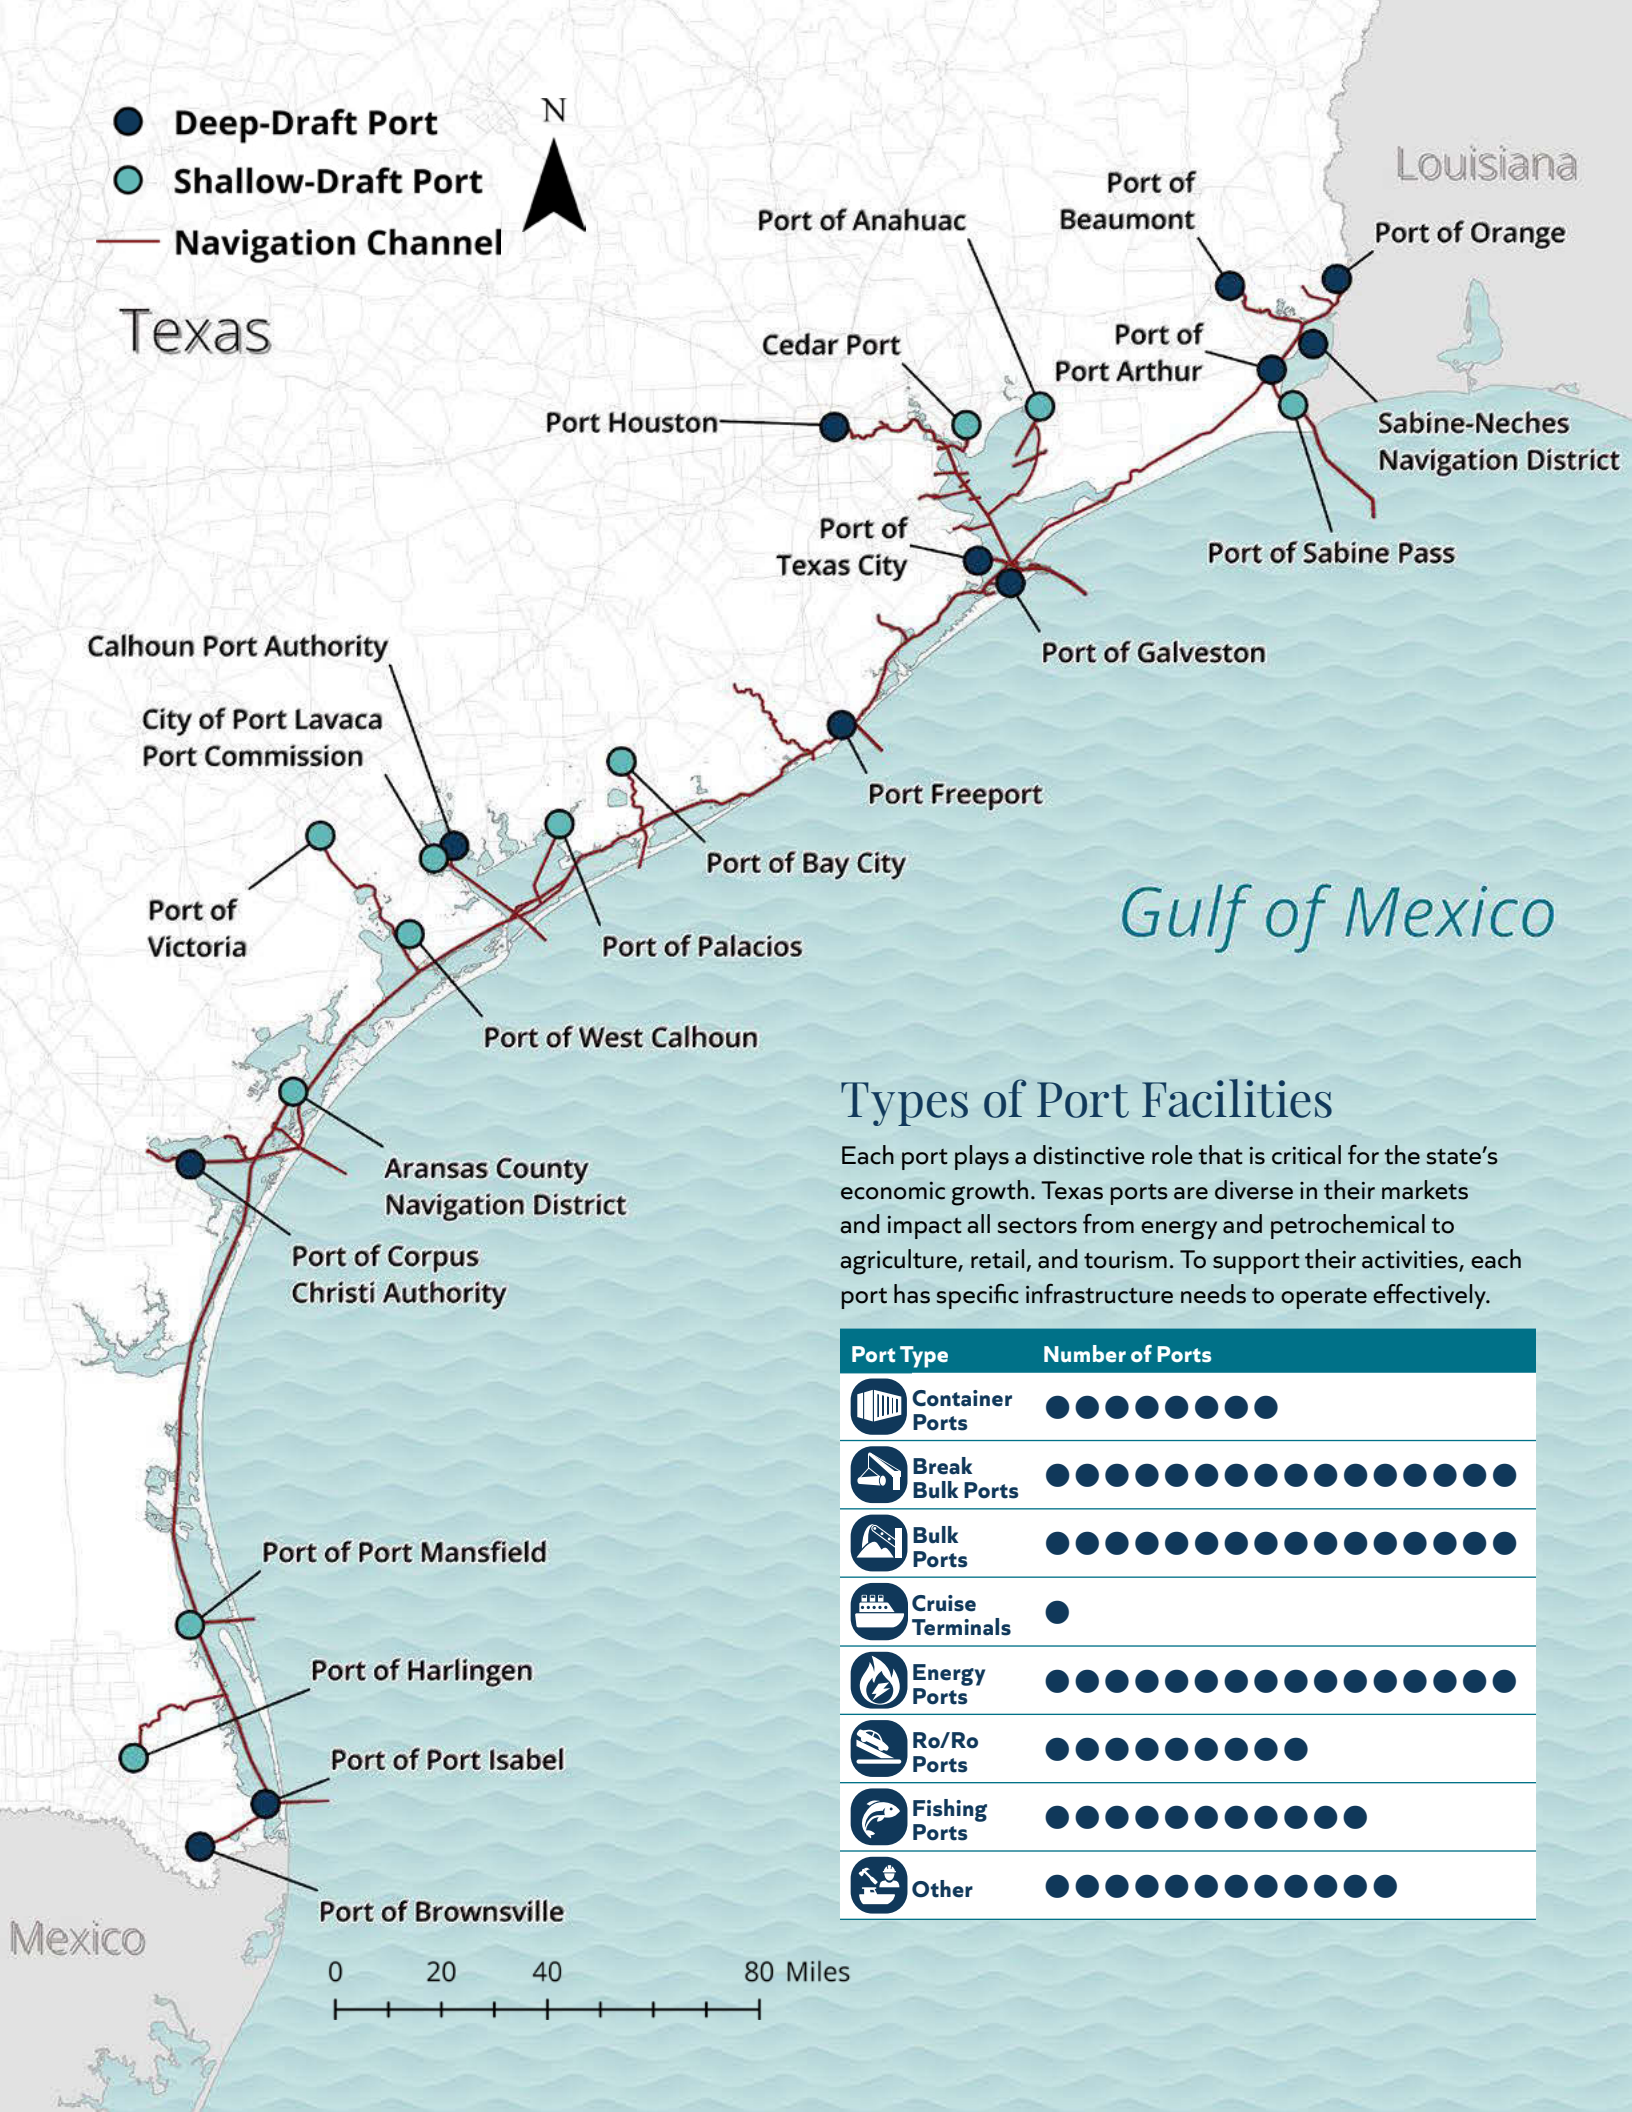 Deep-Draft Port
Shallow-Draft Port
Navigation Channel
N
Texas
Louisiana
Port of
Beaumont
Port of Anahuac
Port of Orange
Cedar Port
Port of
Port Arthur
Port Houston
Sabine-Neches
Navigation District
Port of
Texas City
Port of Sabine Pass
Port of Galveston
Calhoun Port Authority
City of Port Lavaca
Port Commission
Port Freeport
Port of Bay City
Port of
Victoria
Port of Palacios
Gulf of Mexico
Port of West Calhoun
Aransas County
Navigation District
Port of Corpus
Christi Authority
Port of Port Mansfield
Port of Harlingen
Port of Port Isabel
Port of Brownsville
Mexico
0 20 40 80 Miles
Types of Port Facilities
Each port plays a distinctive role that is critical for the state's
economic growth. Texas ports are diverse in their markets
and impact all sectors from energy and petrochemical to
agriculture, retail, and tourism. To support their activities, each
port has specific infrastructure needs to operate effectively.
Port Type Number of Ports
Container
Ports
Break
Bulk Ports
Bulk
Ports
Cruise
Terminals
Energy
Ports
Ro/Ro
Ports
Fishing
Ports
Other